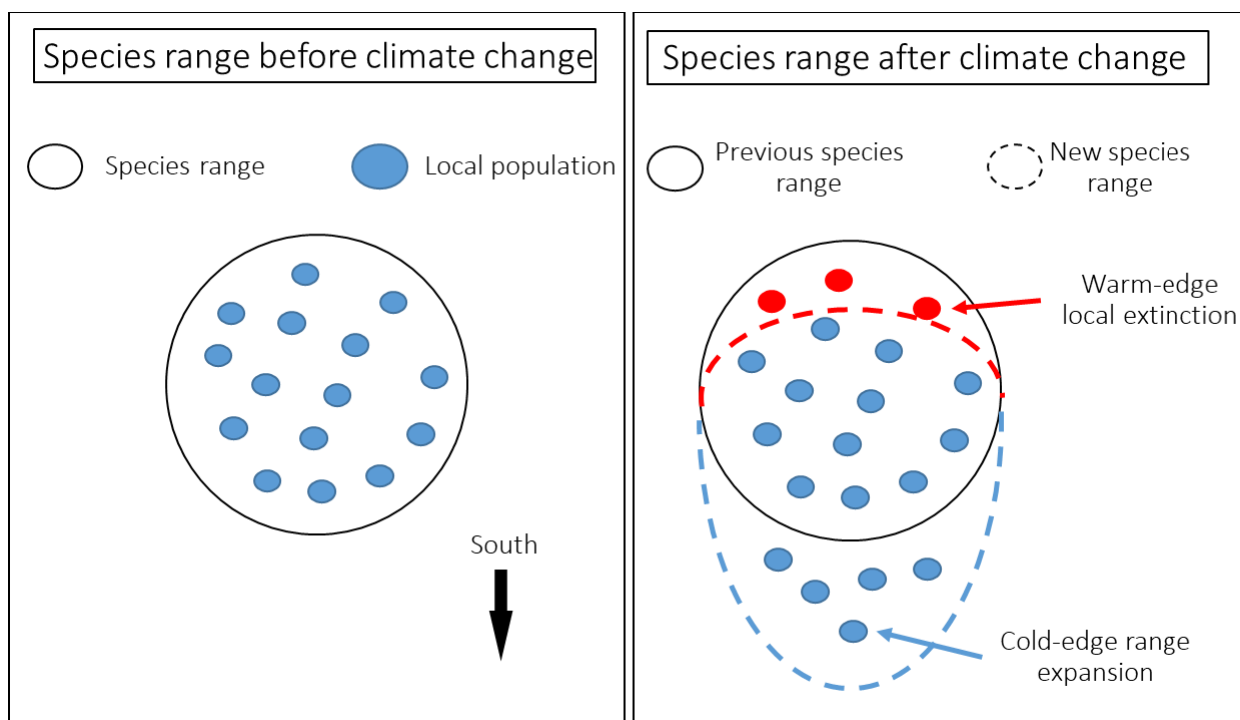 Species range before climate change
Species range
Local population
South
Species range after climate change
Previous species
range
New species
range
Warm-edge
local extinction
Cold-edge range
expansion